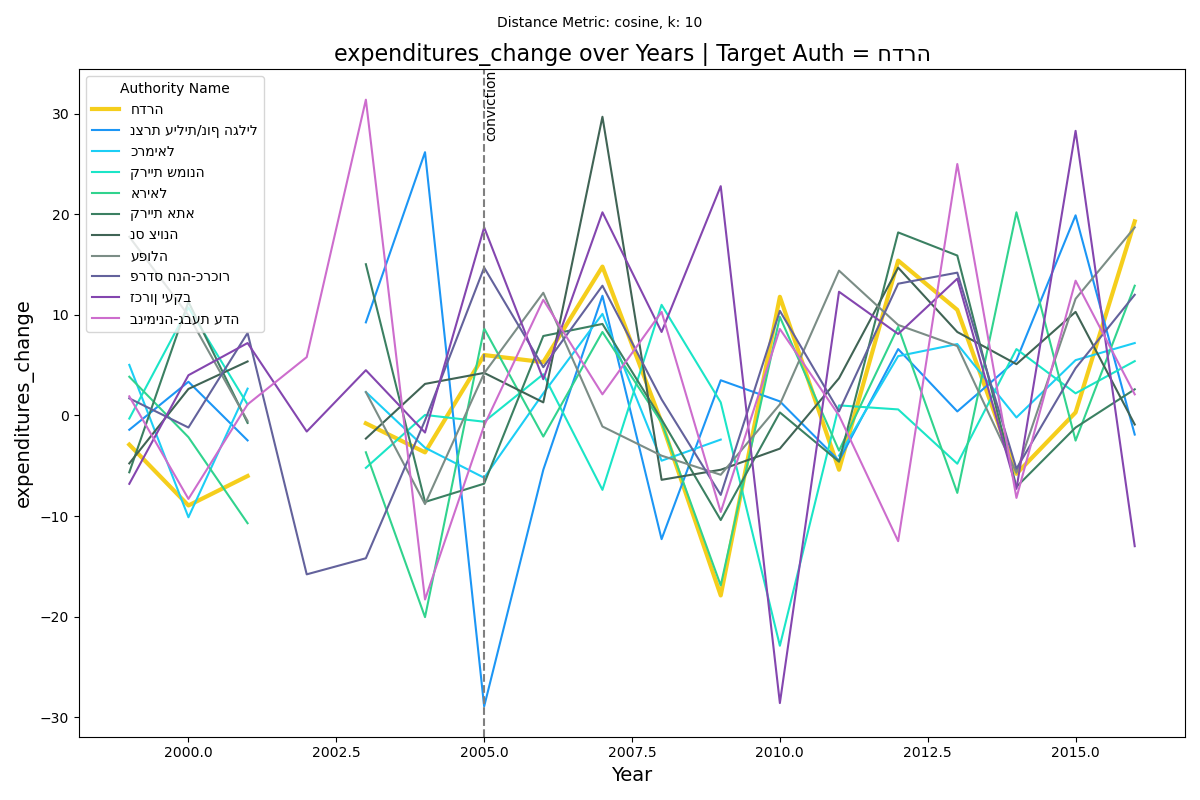 Distance Metric: cosine, k: 10
expenditures_change over Years | Target Auth = חדרה
conviction
Authority Name
חדרה
נצרת עילית/נוף הגליל
כרמיאל
קריית שמונה
אריאל
קריית אתא
נס ציונה
עפולה
פרדס חנה-כרכור
זכרון יעקב
בנימינה-גבעת עדה
30
20
10
0
−10
−20
−30
expenditures_change
2000.0 2002.5 2005.0 2007.5 2010.0 2012.5 2015.0
Year